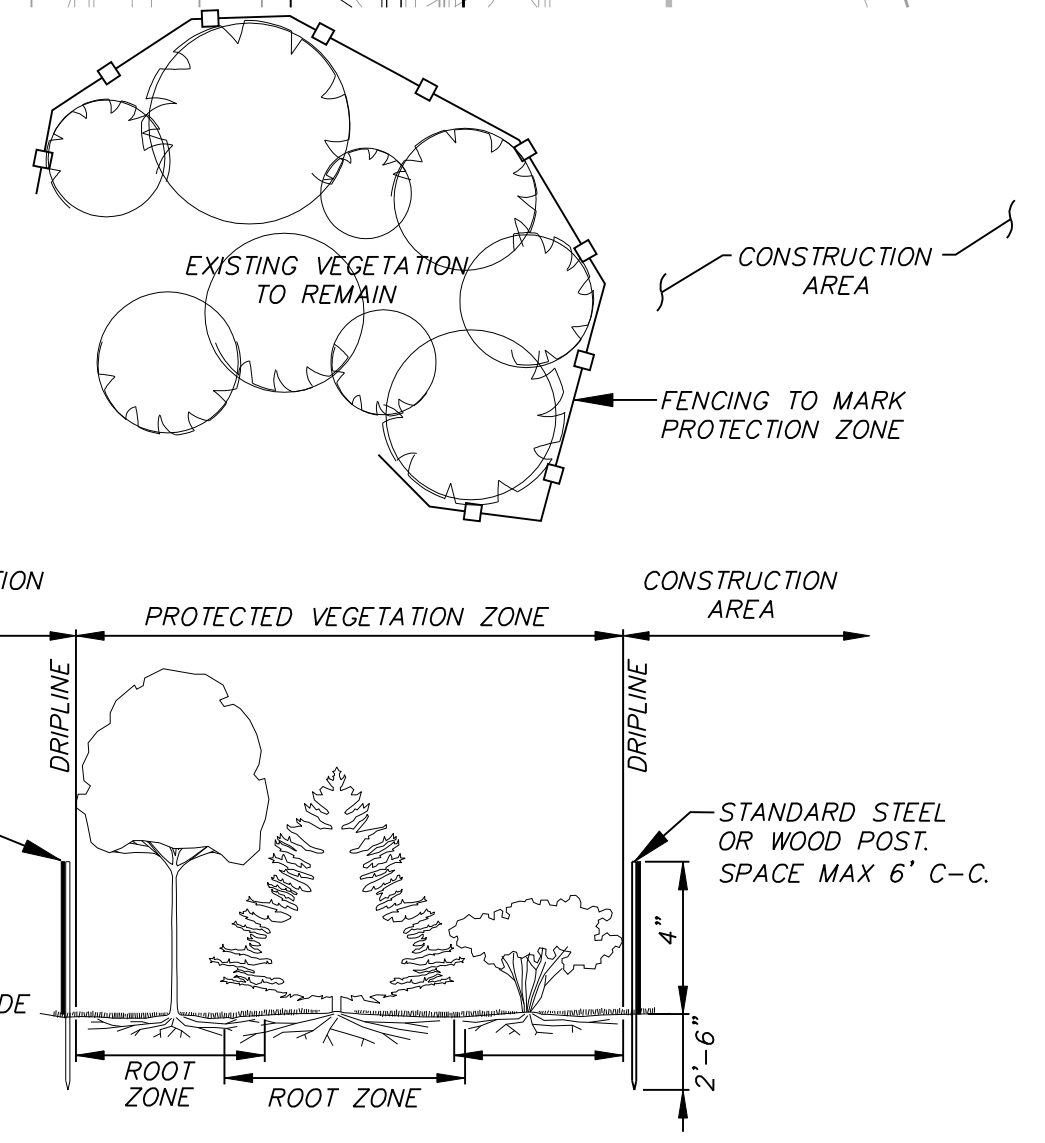 EXISTING VEGETATION
TO REMAIN
CONSTRUCTION
AREA
FENCING TO MARK
PROTECTION ZONE
TION
PROTECTED VEGETATION ZONE
CONSTRUCTION
AREA
DRIPLINE
DRIPLINE
STANDARD STEEL
OR WOOD POST.
SPACE MAX 6' C-C.
4"
DE
2'-6"
ROOT
ZONE
ROOT ZONE